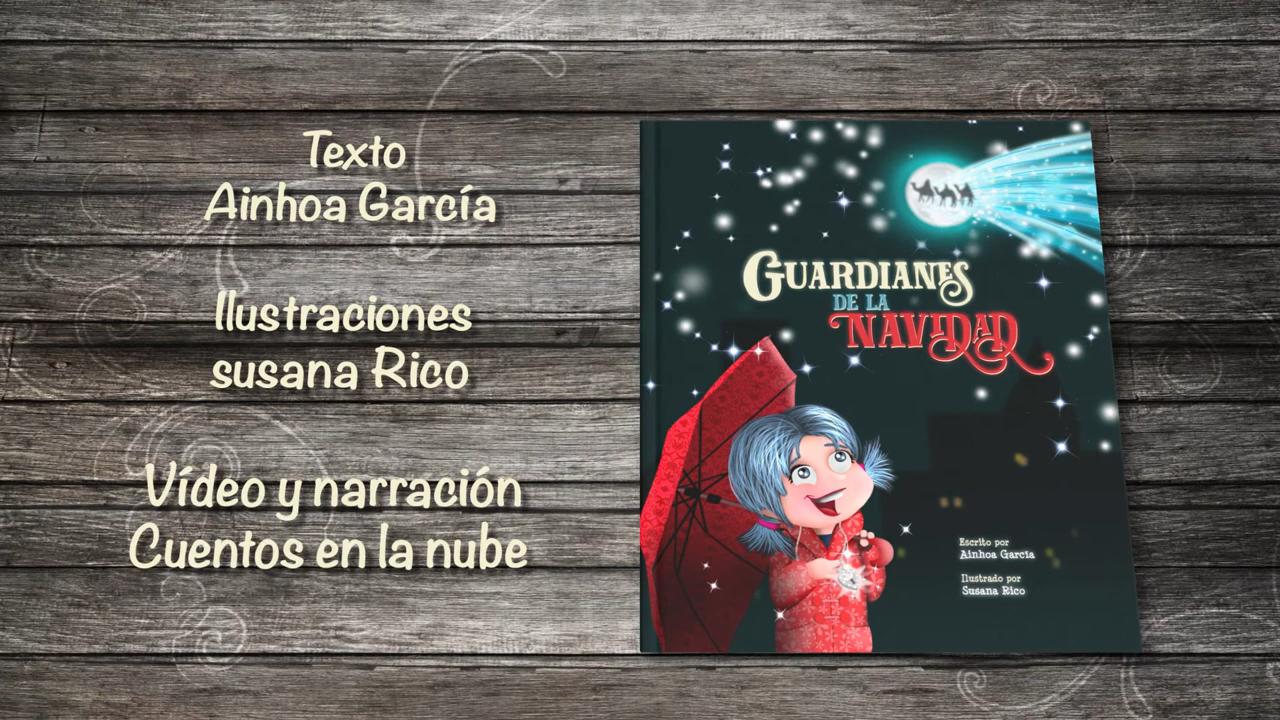 Texto
Ainhoa García
Ilustraciones
susana Rico
Vídeo y narración
Cuentos en la nube
GUARDIANES
DE LA
NAVIDAD
Escrito por
Ainhoa García
Ilustrado por
Susana Rico